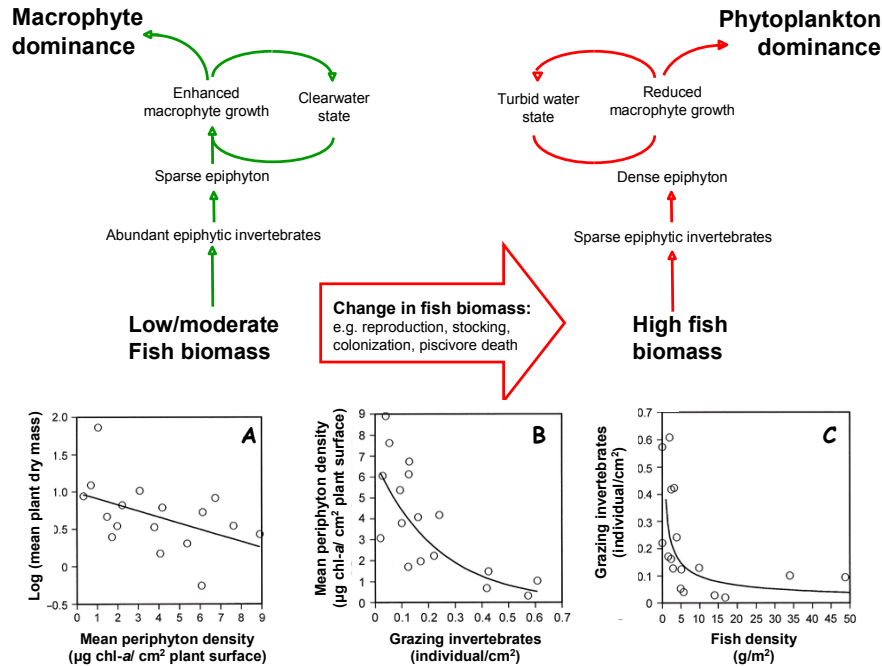 Macrophyte
dominance
Phytoplankton
dominance
Enhanced
macrophyte growth
Clearwater
state
Turbid water
state
Reduced
macrophyte growth
Sparse epiphyton
Dense epiphyton
Abundant epiphytic invertebrates
Sparse epiphytic invertebrates
Low/moderate
Fish biomass
Change in fish biomass:
e.g. reproduction, stocking,
colonization, piscivore death
High fish
biomass
A
Log (mean plant dry mass)
2.0
1.5
1.0
0.5
0
–0.5
0 1 2 3 4 5 6 7 8 9
Mean periphyton density
(µg chl-a/ cm² plant surface)
B
Mean periphyton density
(µg chl-a/ cm² plant surface)
9
8
7
6
5
4
3
2
1
0
0 0.1 0.2 0.3 0.4 0.5 0.6 0.7
Grazing invertebrates
(individual/cm²)
C
Grazing invertebrates
(individual/cm²)
0.7
0.6
0.5
0.4
0.3
0.2
0.1
0.0
0 5 10 15 20 25 30 35 40 45 50
Fish density
(g/m²)